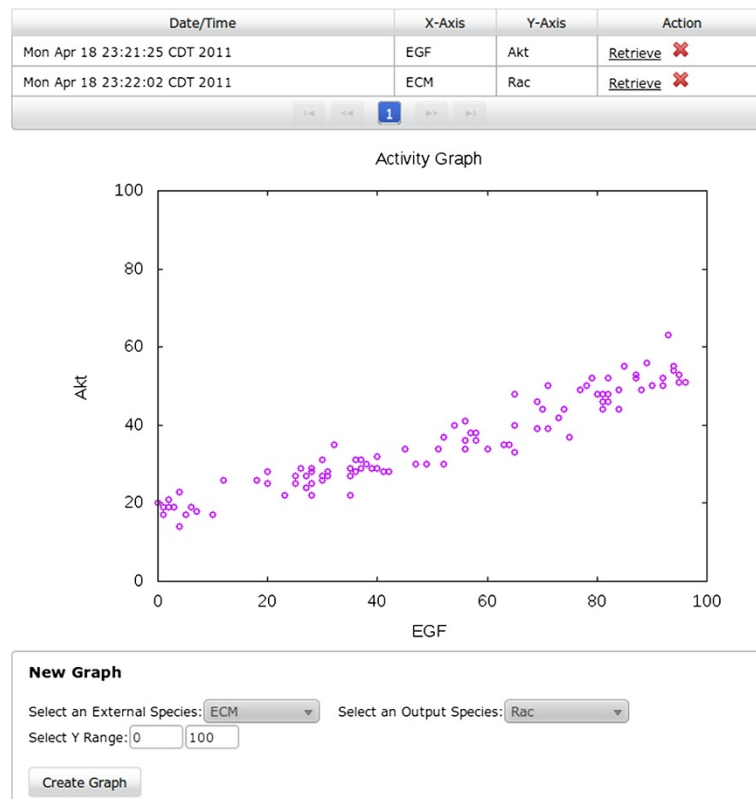 Date/Time X-Axis Y-Axis Action
Mon Apr 18 23:21:25 CDT 2011 EGF Akt Retrieve
Mon Apr 18 23:22:02 CDT 2011 ECM Rac Retrieve
1
Activity Graph
100
80
60
40
20
0
Akt
0 20 40 60 80 100
EGF
New Graph
Select an External Species: ECM Select an Output Species: Rac
Select Y Range: 0 100
Create Graph